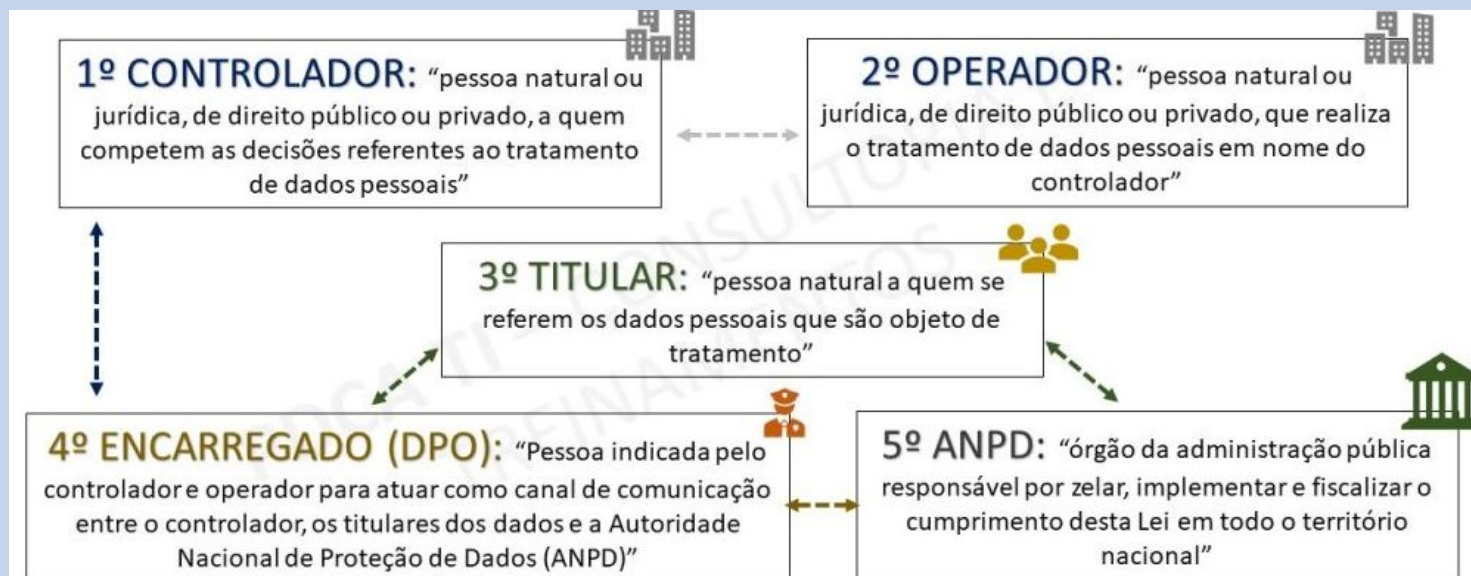 1º CONTROLADOR: “pessoa natural ou
jurídica, de direito público ou privado, a quem
competem as decisões referentes ao tratamento
de dados pessoais”
2º OPERADOR: “pessoa natural ou
jurídica, de direito público ou privado, que realiza
o tratamento de dados pessoais em nome do
controlador”
3º TITULAR: “pessoa natural a quem se
referem os dados pessoais que são objeto de
tratamento”
4º ENCARREGADO (DPO): “Pessoa indicada pelo
controlador e operador para atuar como canal de comunicação
entre o controlador, os titulares dos dados e a Autoridade
Nacional de Proteção de Dados (ANPD)”
5º ANPD: “órgão da administração pública
responsável por zelar, implementar e fiscalizar o
cumprimento desta Lei em todo o território
nacional”
CONSULTORIA
TREINAMENTOS